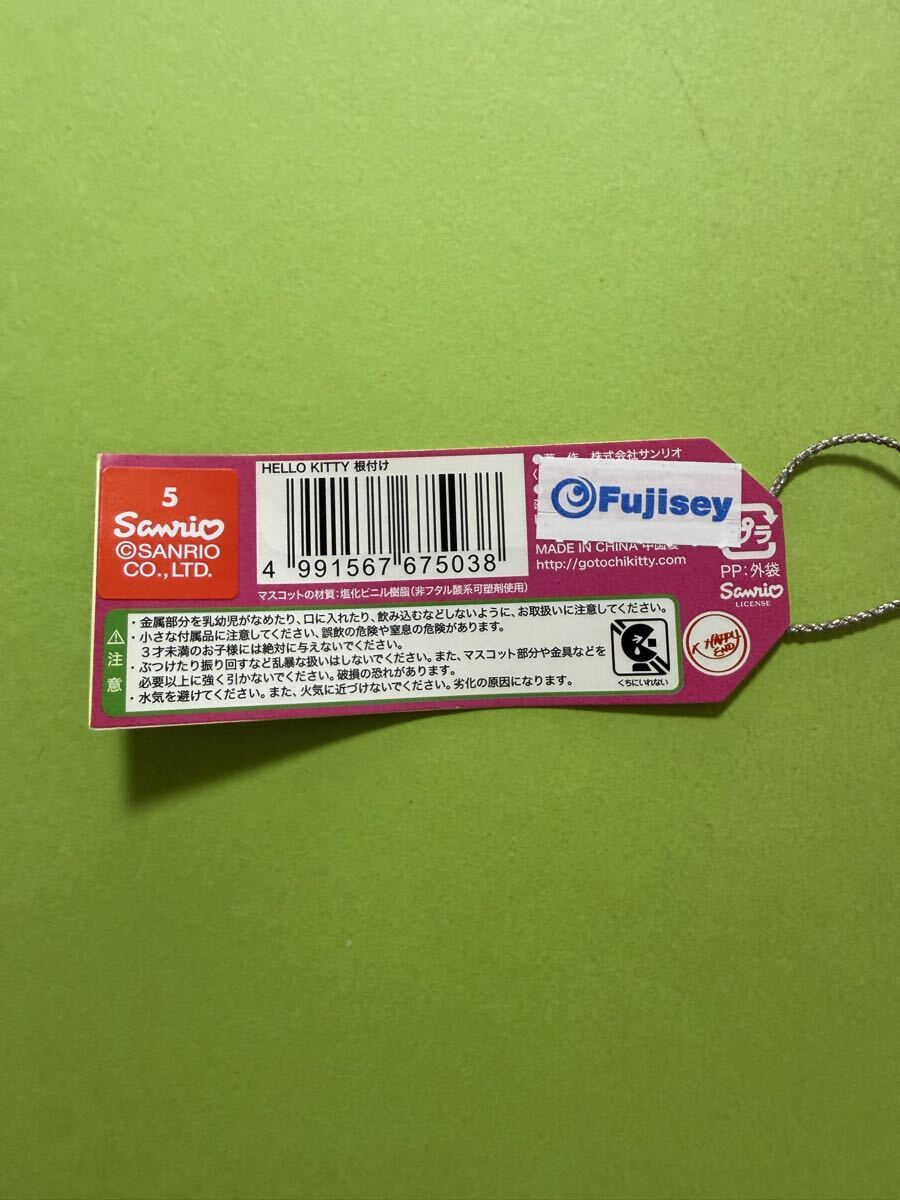 5
Sanrio
©SANRIO
CO.,LTD.
HELLO KITTY 根付け
4 991567 675038
マスコットの材質：塩化ビニル樹脂（非フタル酸系可塑剤使用）
株式会社サンリオ
Fujisey
MADE IN CHINA 中国製
http://gotochikitty.com
プラ
PP：外袋
Sanrio
LICENSE
HAPPY
END
注意
・金属部分を乳幼児がなめたり、口に入れたり、飲み込むなどしないように、お取扱いに注意してください。
・小さな付属品に注意してください、誤飲の危険や窒息の危険があります。
３才未満のお子様には絶対に与えないでください。
・ぶつけたり振り回すなど乱暴な扱いはしないでください。また、マスコット部分や金具などを
必要以上に強く引かないでください。破損の恐れがあります。
・水気を避けてください。また、火気に近づけないでください。劣化の原因になります。
くちにいれない